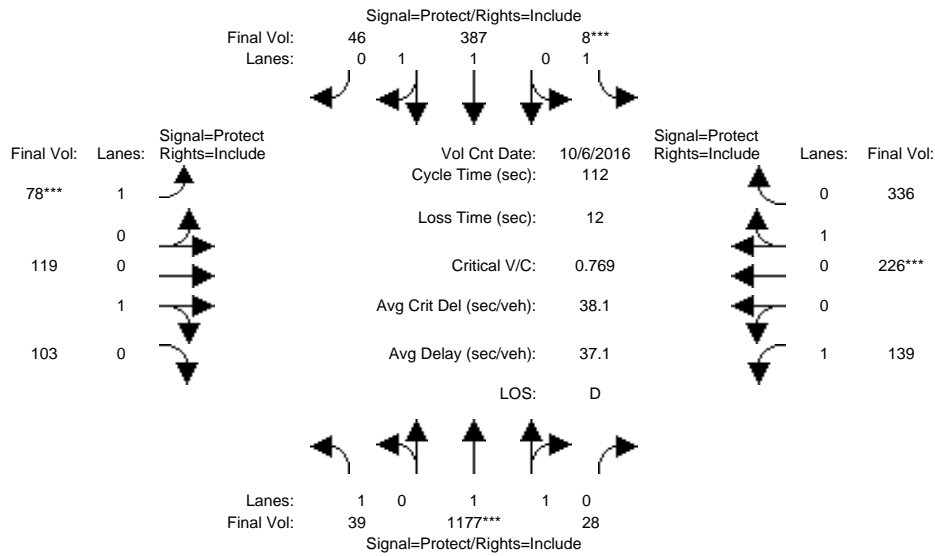 Signal=Protect/Rights=Include
Final Vol: 46 387 8***
Lanes: 0 1 1 0 1
Signal=Protect Signal=Protect
Final Vol: Lanes: Rights=Include Vol Cnt Date: 10/6/2016 Rights=Include Lanes: Final Vol:
Cycle Time (sec): 112
78*** 1 0 336
Loss Time (sec): 12
0 1
119 0 Critical V/C: 0.769 0 226***
1 Avg Crit Del (sec/veh): 38.1 0
103 0 Avg Delay (sec/veh): 37.1 1 139
LOS: D
Lanes: 1 0 1 1 0
Final Vol: 39 1177*** 28
Signal=Protect/Rights=Include